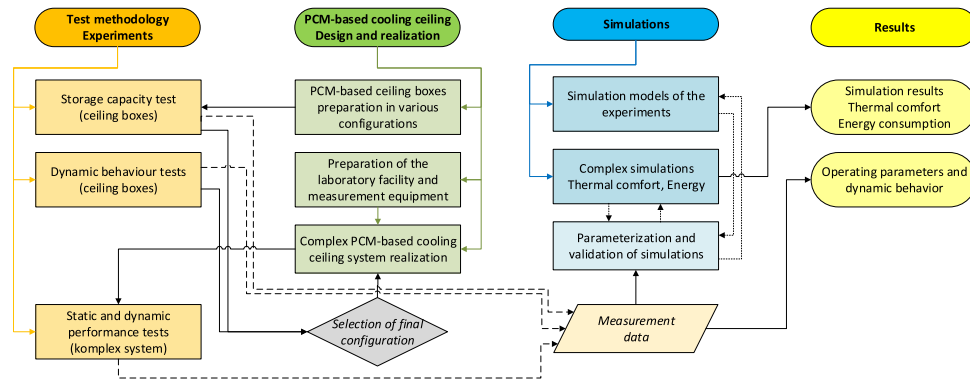 Test methodology
Experiments
PCM-based cooling ceiling
Design and realization
Simulations
Results
Storage capacity test
(ceiling boxes)
PCM-based ceiling boxes
preparation in various
configurations
Simulation models of the
experiments
Simulation results
Thermal comfort
Energy consumption
Dynamic behaviour tests
(ceiling boxes)
Preparation of the
laboratory facility and
measurement equipment
Complex simulations
Thermal comfort, Energy
Operating parameters and
dynamic behavior
Complex PCM-based cooling
ceiling system realization
Parameterization and
validation of simulations
Static and dynamic
performance tests
(komplex system)
Selection of final
configuration
Measurement
data